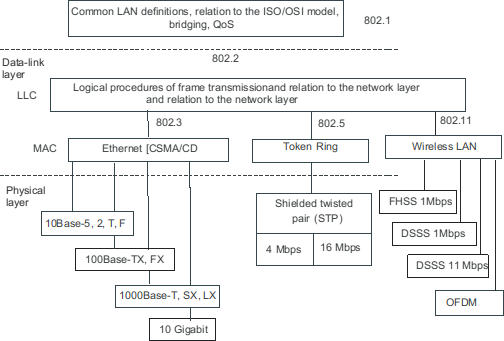 Common LAN definitions, relation to the ISO/OSI model,
bridging, QoS
802.1
802.2
Data-link
layer
LLC
Logical procedures of frame transmissionand relation to the network layer
and relation to the network layer
802.3
802.5
802.11
MAC
Ethernet [CSMA/CD
Token Ring
Wireless LAN
Physical
layer
Shielded twisted
pair (STP)
4 Mbps
16 Mbps
FHSS 1Mbps
10Base-5, 2, T, F
DSSS 1Mbps
100Base-TX, FX
DSSS 11 Mbps
1000Base-T, SX, LX
OFDM
10 Gigabit